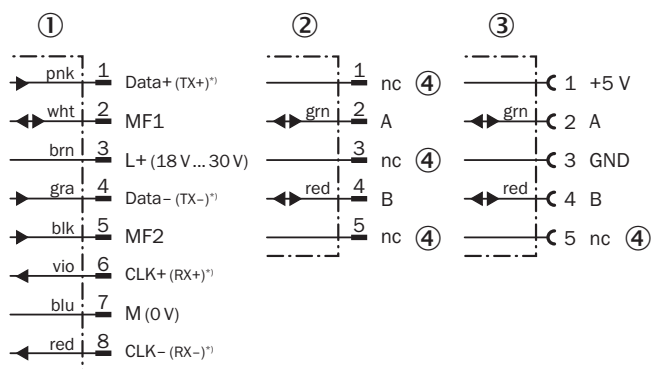 ① ② ③
pnk 1 Data+ (TX+)*)
wht 2 MF1
brn 3 L+ (18 V ... 30 V)
gra 4 Data– (TX–)*)
blk 5 MF2
vio 6 CLK+ (RX+)*)
blu 7 M (0 V)
red 8 CLK– (RX–)*)
1 nc ④
grn 2 A
3 nc ④
red 4 B
5 nc ④
1 +5 V
grn 2 A
3 GND
red 4 B
5 nc ④